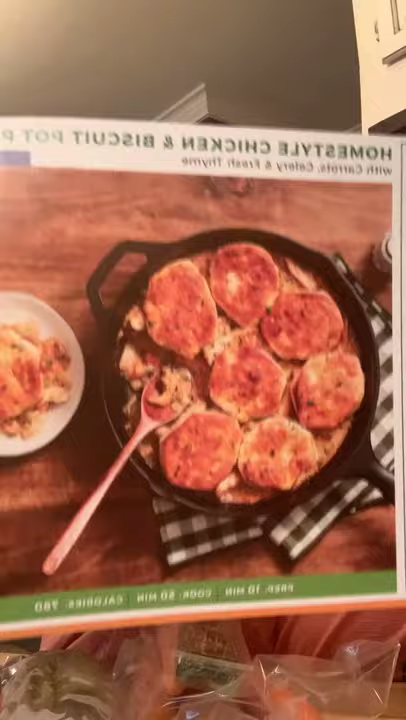 HOMESTYLE CHICKEN & BISCUIT POT P
with Carrots, Celery & Fresh Thyme
PREP: 10 MIN | COOK: 50 MIN | CALORIES: 780